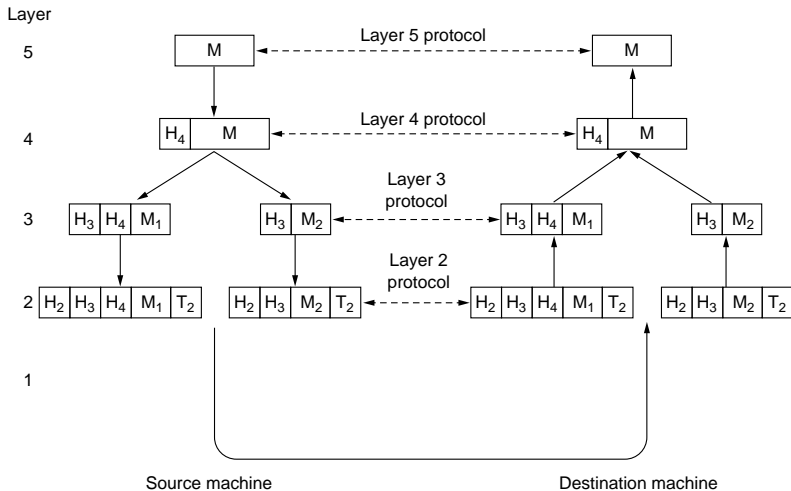 Layer
5 M Layer 5 protocol M
4 H4 M Layer 4 protocol H4 M
Layer 3
protocol
3 H3 H4 M1 H3 M2 H3 H4 M1 H3 M2
Layer 2
protocol
2 H2 H3 H4 M1 T2 H2 H3 M2 T2 H2 H3 H4 M1 T2 H2 H3 M2 T2
1
Source machine Destination machine